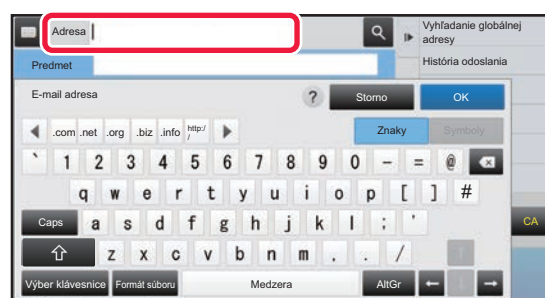 Adresa
Vyhľadanie globálnej
adresy
Predmet
História odoslania
E-mail adresa
?
Storno
OK
.com .net .org .biz .info http:/
/
Znaky
Symboly
` 1 2 3 4 5 6 7 8 9 0 - = @
q w e r t y u i o p [ ] #
Caps a s d f g h j k l ; '
CA
z x c v b n m , . /
Výber klávesnice Formát súboru Medzera AltGr